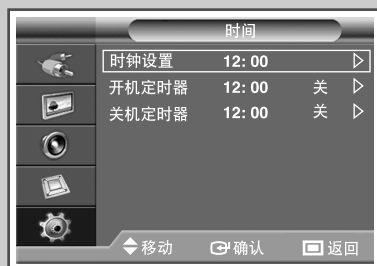 时间
时钟设置 12: 00
开机定时器 12: 00 关
关机定时器 12: 00 关
移动 确认 返回